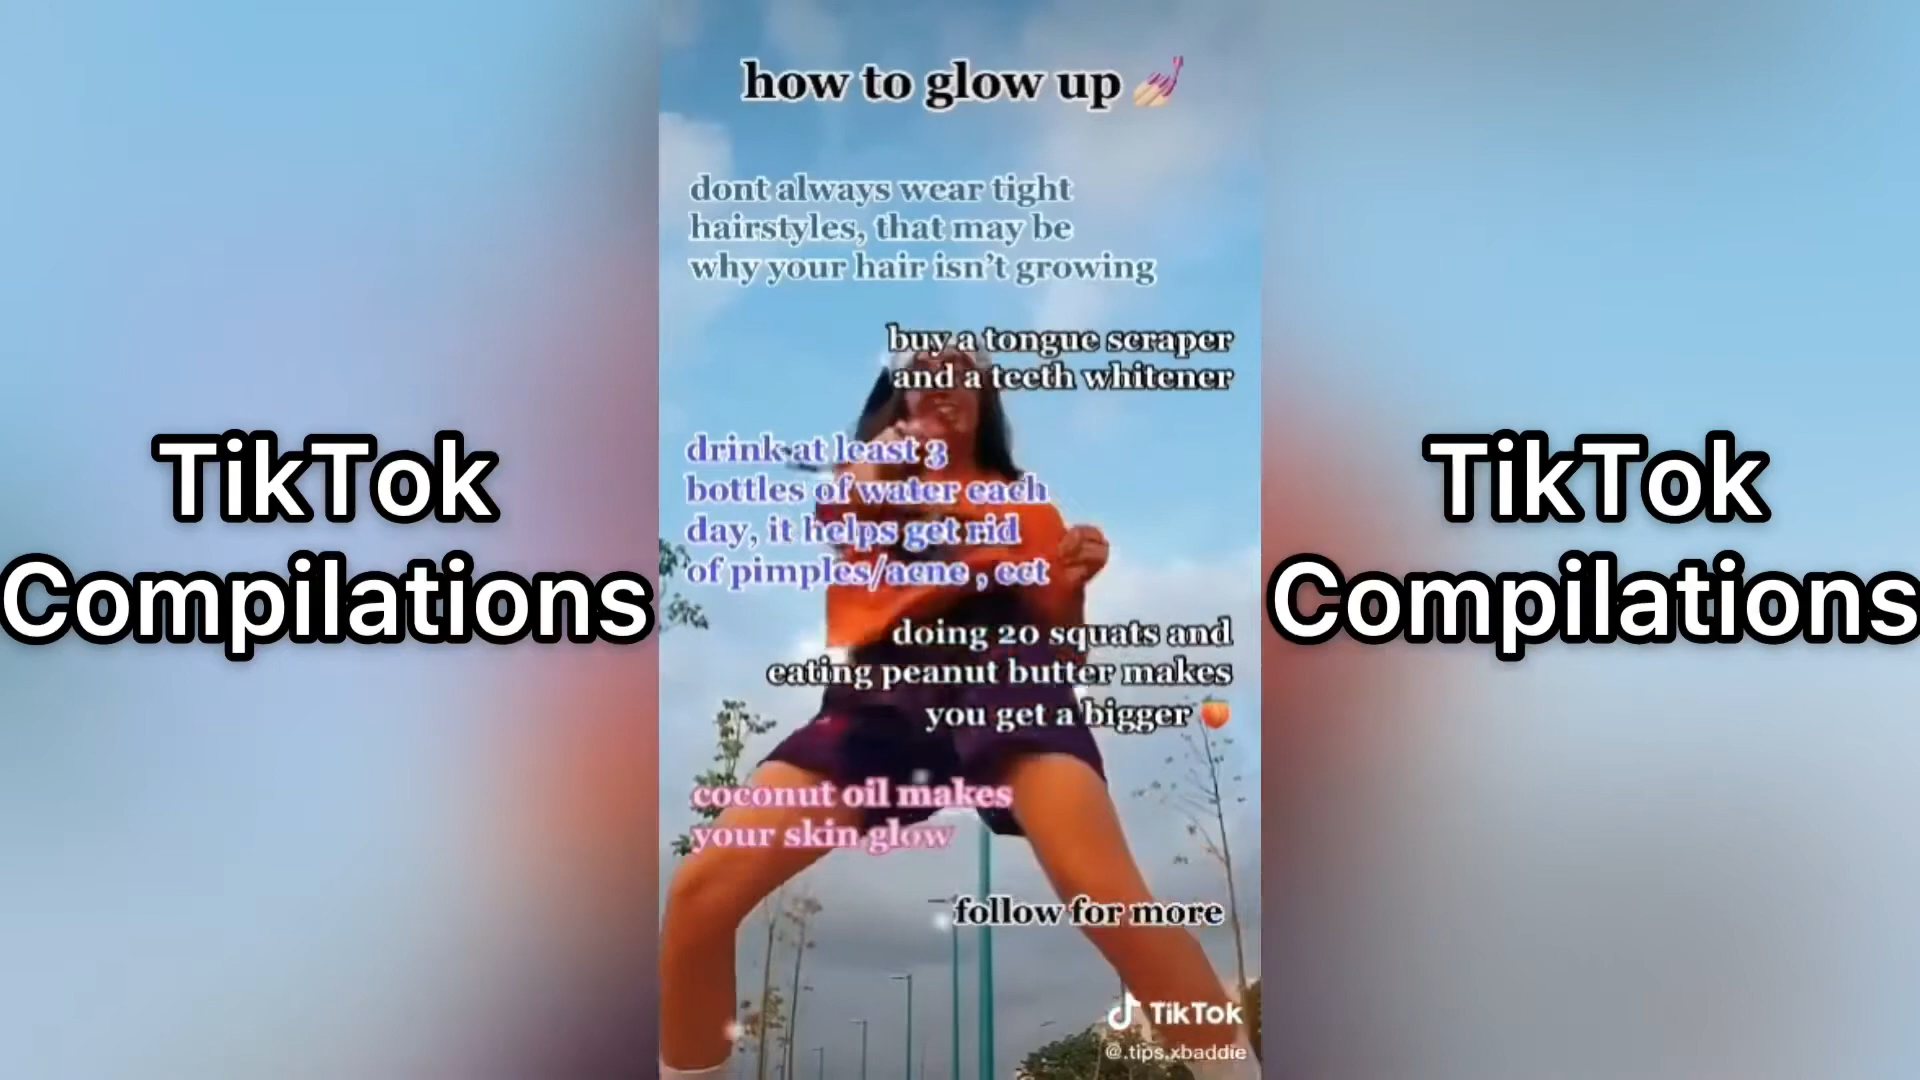 how to glow up 💅
dont always wear tight
hairstyles, that may be
why your hair isn't growing
buy a tongue scraper
and a teeth whitener
drink at least 3
bottles of water each
day, it helps get rid
of pimples/acne , ect
doing 20 squats and
eating peanut butter makes
you get a bigger 🍑
coconut oil makes
your skin glow
follow for more
TikTok
@.tips.xbaddie
TikTok
Compilations
TikTok
Compilations